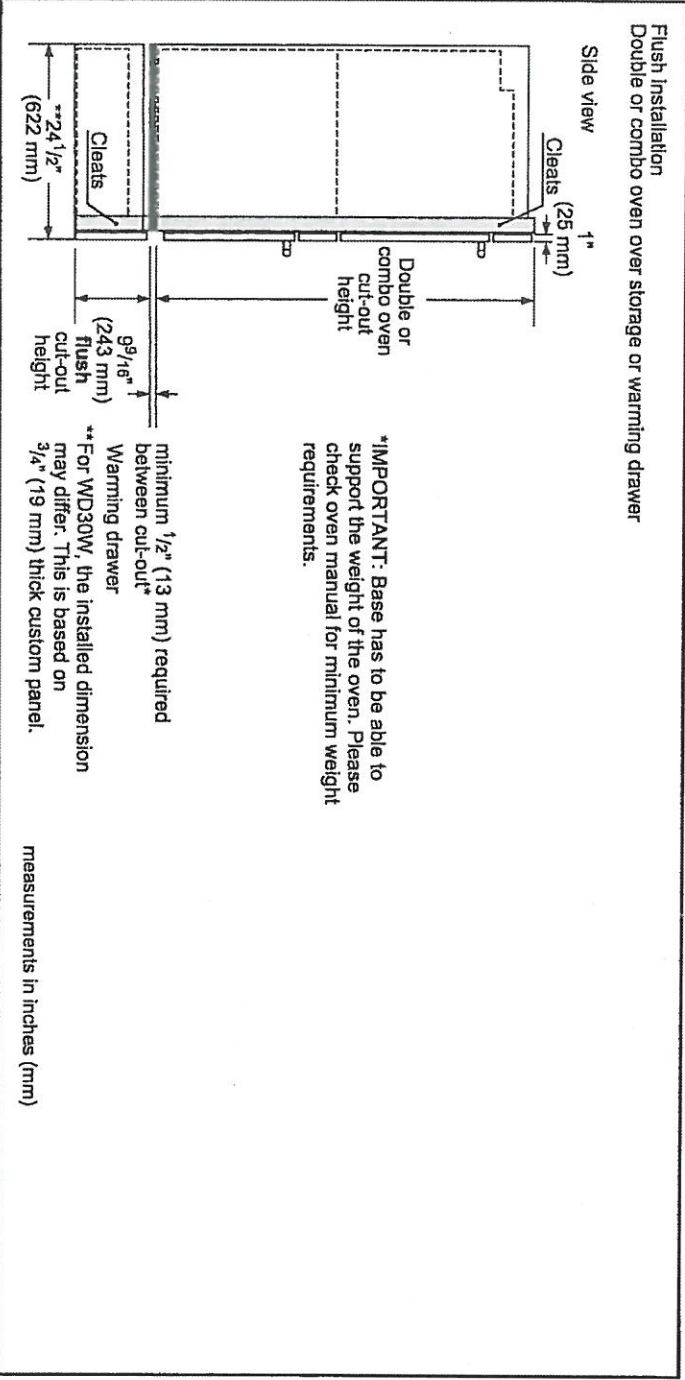 Flush installation
Double or combo oven over storage or warming drawer
Side view
Cleats
1"
(25 mm)
Double or
combo oven
cut-out
height
*IMPORTANT: Base has to be able to
support the weight of the oven. Please
check oven manual for minimum weight
requirements.
minimum 1/2" (13 mm) required
between cut-out*
Warming drawer
**For WD30W, the installed dimension
may differ. This is based on
3/4" (19 mm) thick custom panel.
9 9/16"
(243 mm)
flush
cut-out
height
Cleats
**24 1/2"
(622 mm)
measurements in inches (mm)